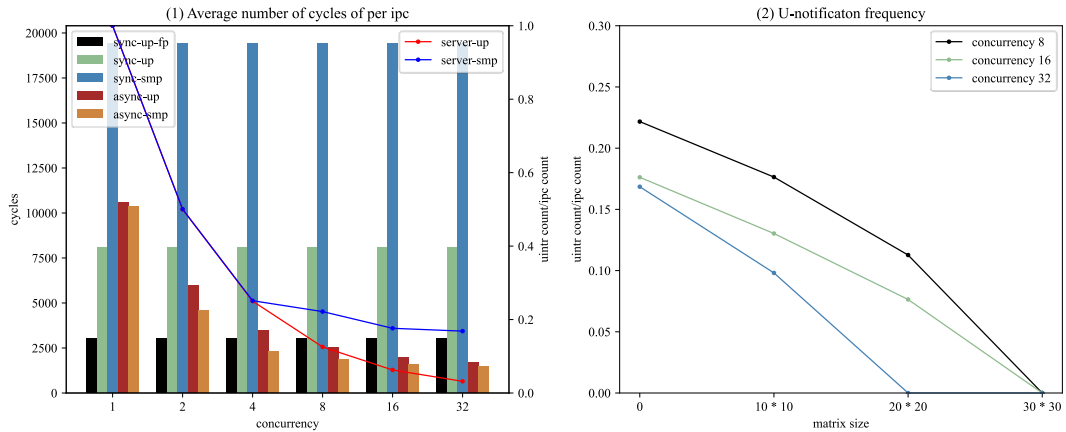 (1) Average number of cycles of per ipc
20000
17500
15000
12500
10000
7500
5000
2500
0
cycles
sync-up-fp
sync-up
sync-smp
async-up
async-smp
server-up
server-smp
1.0
0.8
0.6
0.4
0.2
0.0
uintr count/ipc count
1 2 4 8 16 32
concurrency
(2) U-notificaton frequency
0.30
0.25
0.20
0.15
0.10
0.05
0.00
uintr count/ipc count
concurrency 8
concurrency 16
concurrency 32
0 10 * 10 20 * 20 30 * 30
matrix size